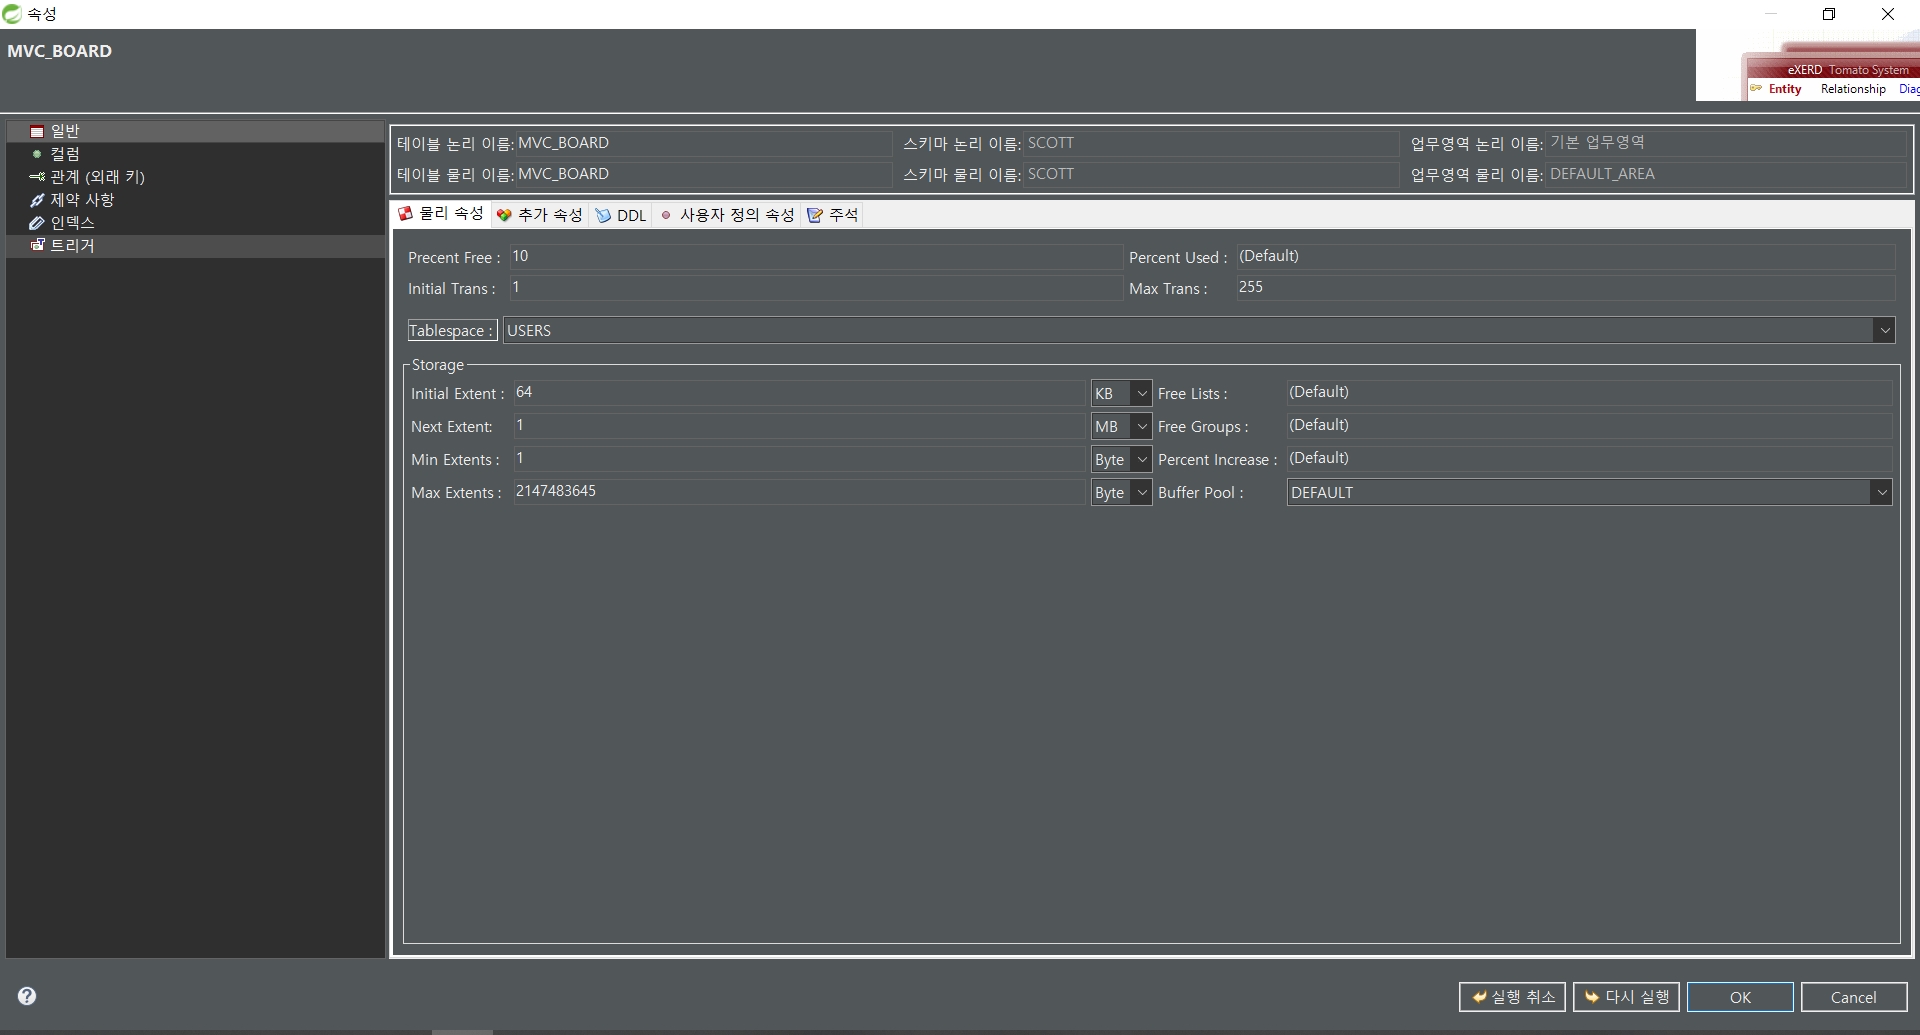 속성
MVC_BOARD
eXERD Tomato System
Entity Relationship
일반
컬럼
관계 (외래 키)
제약 사항
인덱스
트리거
테이블 논리 이름: MVC_BOARD 스키마 논리 이름: SCOTT 업무영역 논리 이름: 기본 업무영역
테이블 물리 이름: MVC_BOARD 스키마 물리 이름: SCOTT 업무영역 물리 이름: DEFAULT_AREA
물리 속성 추가 속성 DDL 사용자 정의 속성 주석
Precent Free : 10 Percent Used : (Default)
Initial Trans : 1 Max Trans : 255
Tablespace : USERS
Storage
Initial Extent : 64 KB Free Lists : (Default)
Next Extent: 1 MB Free Groups : (Default)
Min Extents : 1 Byte Percent Increase : (Default)
Max Extents : 2147483645 Byte Buffer Pool : DEFAULT
실행 취소 다시 실행 OK Cancel